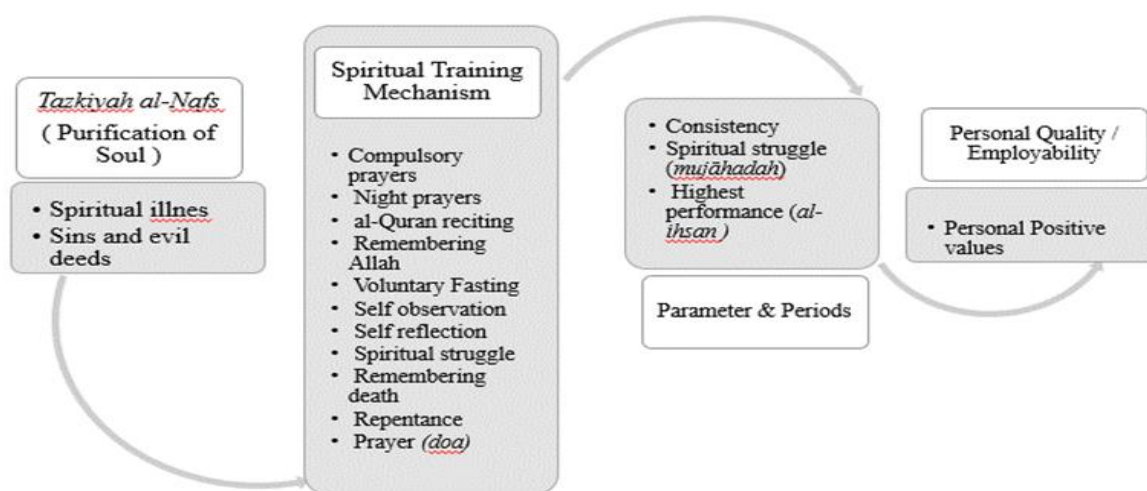 Tazkiyah al-Nafs
( Purification of
Soul )
• Spiritual illnes
• Sins and evil
deeds
Spiritual Training
Mechanism
• Compulsory
prayers
• Night prayers
• al-Quran reciting
• Remembering
Allah
• Voluntary Fasting
• Self observation
• Self reflection
• Spiritual struggle
• Remembering
death
• Repentance
• Prayer (doa)
• Consistency
• Spiritual struggle
(mujāhadah)
• Highest
performance (al-
ihsan )
Parameter & Periods
Personal Quality /
Employability
• Personal Positive
values